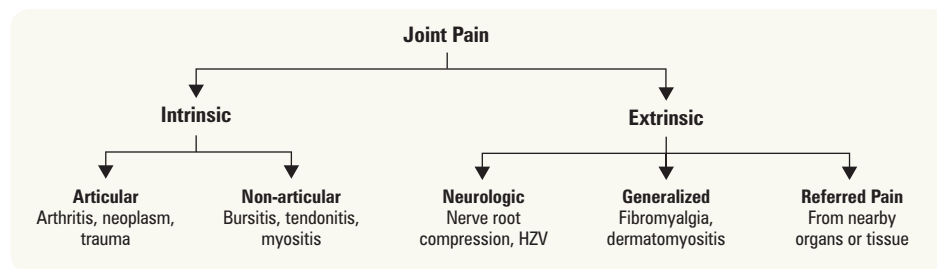 Joint Pain
Intrinsic
Extrinsic
Articular
Arthritis, neoplasm,
trauma
Non-articular
Bursitis, tendonitis,
myositis
Neurologic
Nerve root
compression, HZV
Generalized
Fibromyalgia,
dermatomyositis
Referred Pain
From nearby
organs or tissue